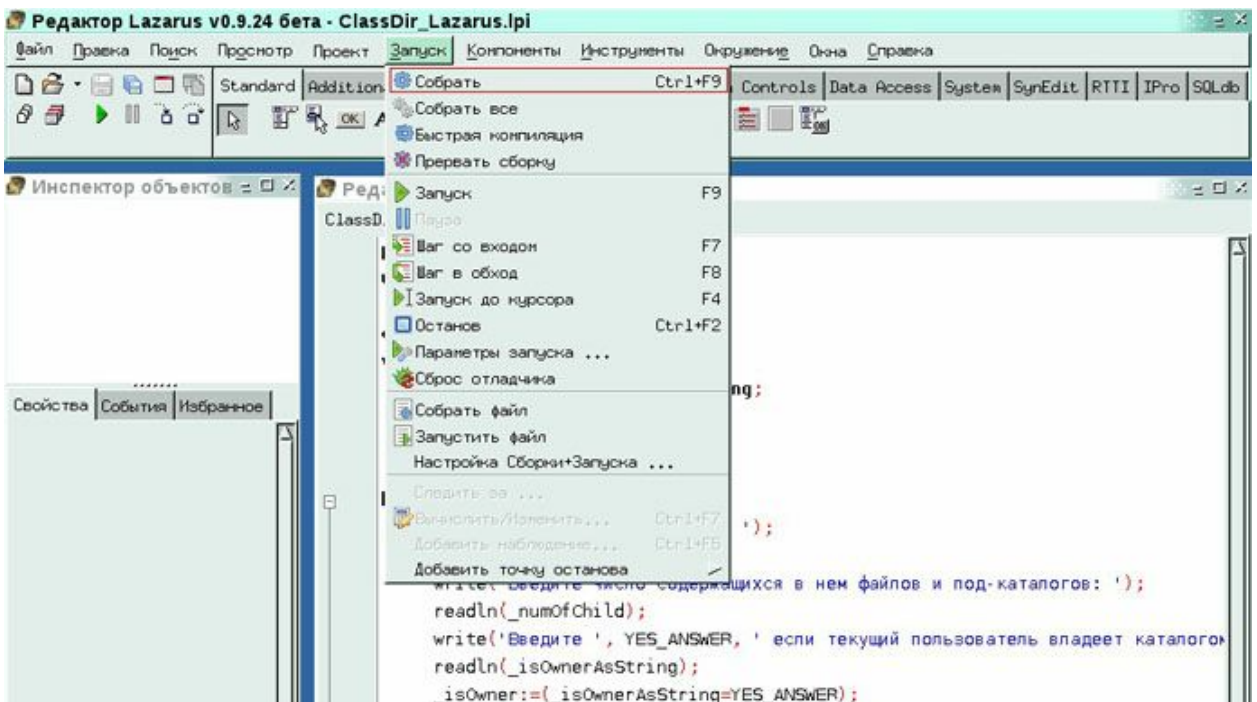 Редактор Lazarus v0.9.24 бета - ClassDir_Lazarus.lpi
Файл Правка Поиск Просмотр Проект Запуск Компоненты Инструменты Окружение Окна Справка
Standard Addition Controls Data Access System SynEdit RTTI IPro SQLdb
OK
Собрать Ctrl+F9
Собрать все
Быстрая компиляция
Прервать сборку
Инспектор объектов
Реда
ClassD
Запуск F9
Пауза
Шаг со входом F7
Шаг в обход F8
Запуск до курсора F4
Останов Ctrl+F2
Параметры запуска ...
Сброс отладчика
ng;
Свойства События Избранное
Собрать файл
Запустить файл
Настройка Сборки+Запуска ...
Следить за ...
Вычислить/Изменить... Ctrl+F7
');
Добавить наблюдение... Ctrl+F5
Добавить точку останова
write('Введите число содержащихся в нем файлов и под-каталогов: ');
readln(_numOfChild);
write('Введите ', YES_ANSWER, ' если текущий пользователь владеет каталогом
readln(_isOwnerAsString);
_isOwner:=(_isOwnerAsString=YES_ANSWER);